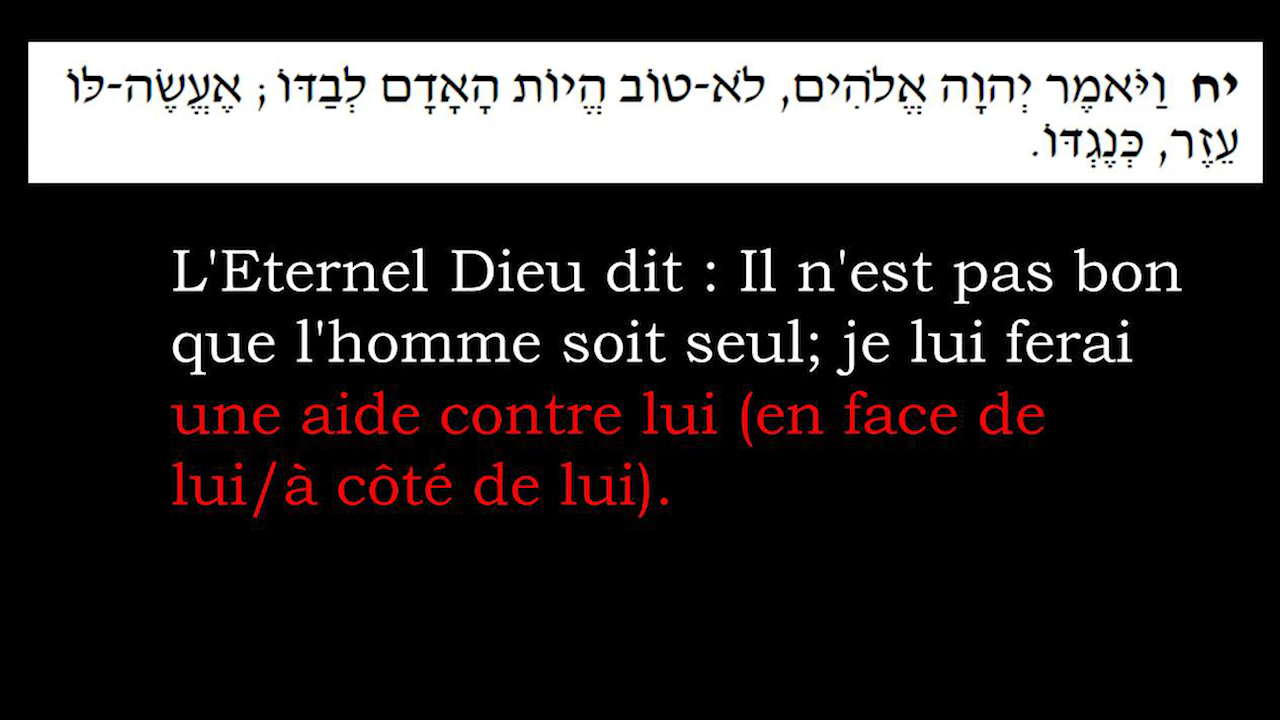 יח וַיֹּאמֶר יְהוָה אֱלֹהִים, לֹא-טוֹב הֱיוֹת הָאָדָם לְבַדּוֹ; אֶעֱשֶׂה-לּוֹ
עֵזֶר, כְּנֶגְדּוֹ.
L'Eternel Dieu dit : Il n'est pas bon
que l'homme soit seul; je lui ferai
une aide contre lui (en face de
lui/à côté de lui).